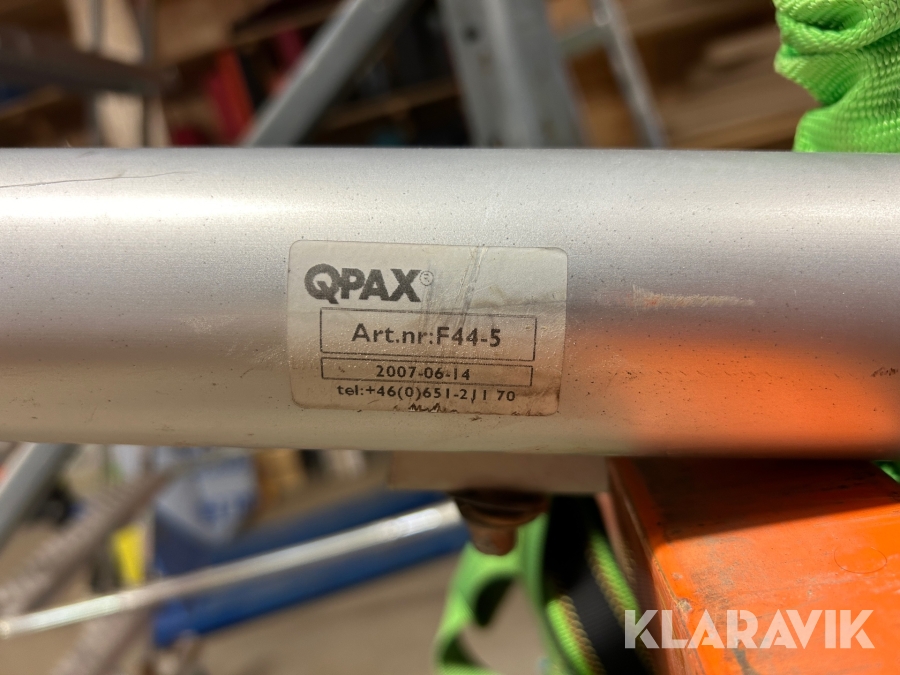 QPAX®
Art.nr:F44-5
2007-06-14
tel:+46(0)651-211 70
KLARAVIK